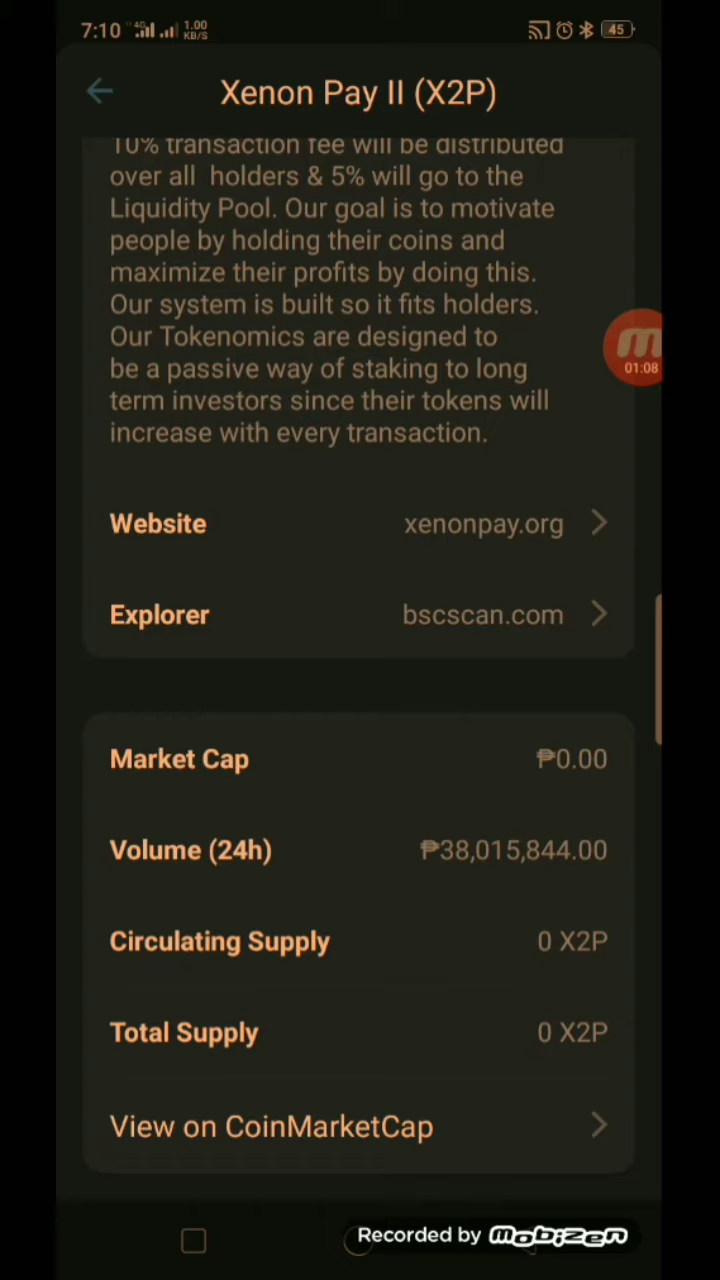 7:10 4G 1.00 KB/S 45
Xenon Pay II (X2P)
10% transaction fee will be distributed
over all holders & 5% will go to the
Liquidity Pool. Our goal is to motivate
people by holding their coins and
maximize their profits by doing this.
Our system is built so it fits holders.
Our Tokenomics are designed to
be a passive way of staking to long
term investors since their tokens will
increase with every transaction.
m
01:08
Website xenonpay.org
Explorer bscscan.com
Market Cap ₱0.00
Volume (24h) ₱38,015,844.00
Circulating Supply 0 X2P
Total Supply 0 X2P
View on CoinMarketCap
Recorded by mobizen